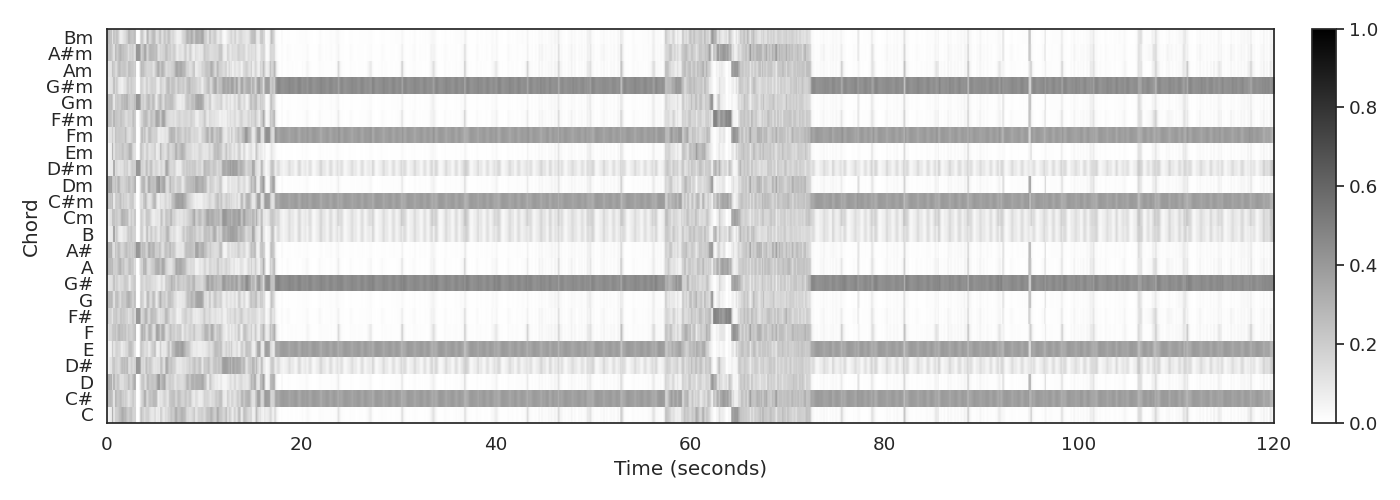 Bm
A#m
Am
G#m
Gm
F#m
Fm
Em
D#m
Dm
C#m
Cm
B
A#
A
G#
G
F#
F
E
D#
D
C#
C
Chord
0 20 40 60 80 100 120
Time (seconds)
1.0
0.8
0.6
0.4
0.2
0.0